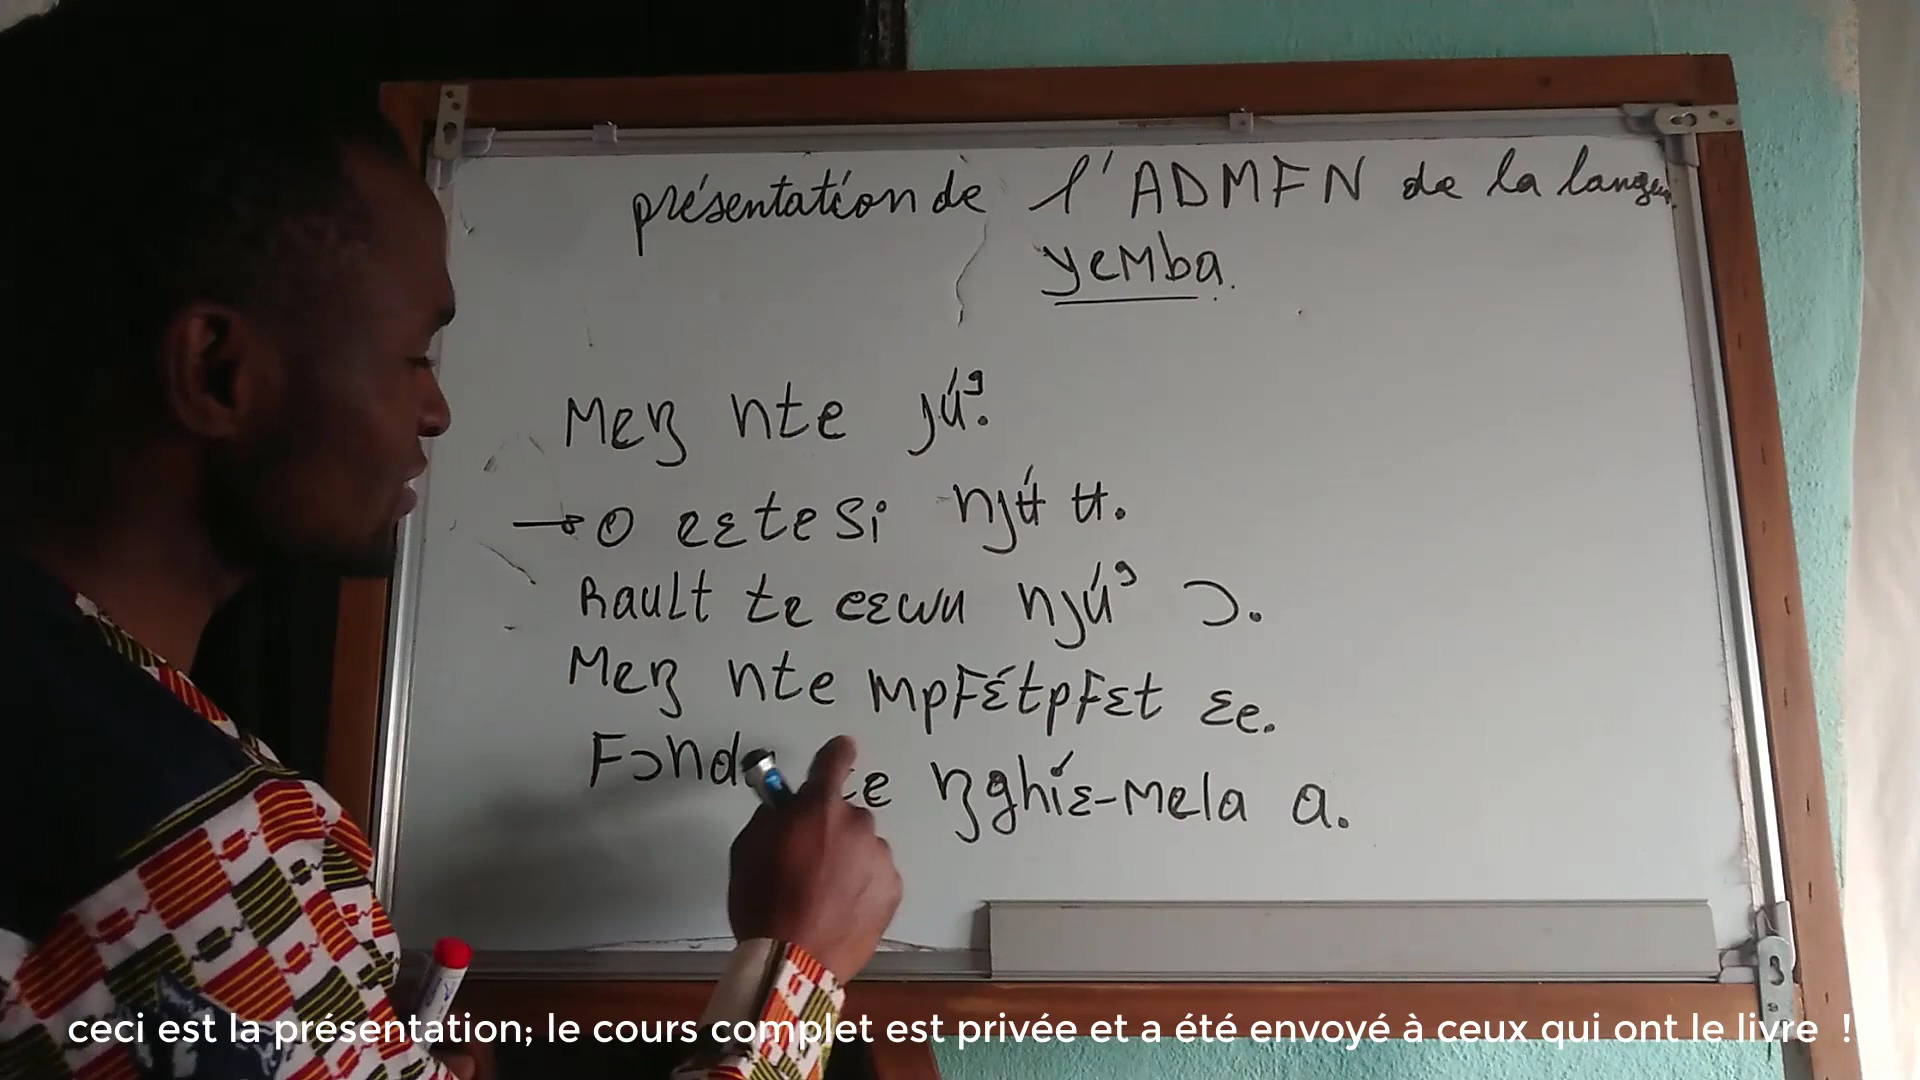 présentation de l'ADMFN de la langue
yemba.
Meŋ nte jú'.
→ O eɛtesi njʉ́ ʉ.
Rault te eɛwu njú' ɔ.
Meŋ nte mpfɛ́tpfɛt ɛe.
te ŋghíɛ-mela a.
ceci est la présentation; le cours complet est privée et a été envoyé à ceux qui ont le livre !